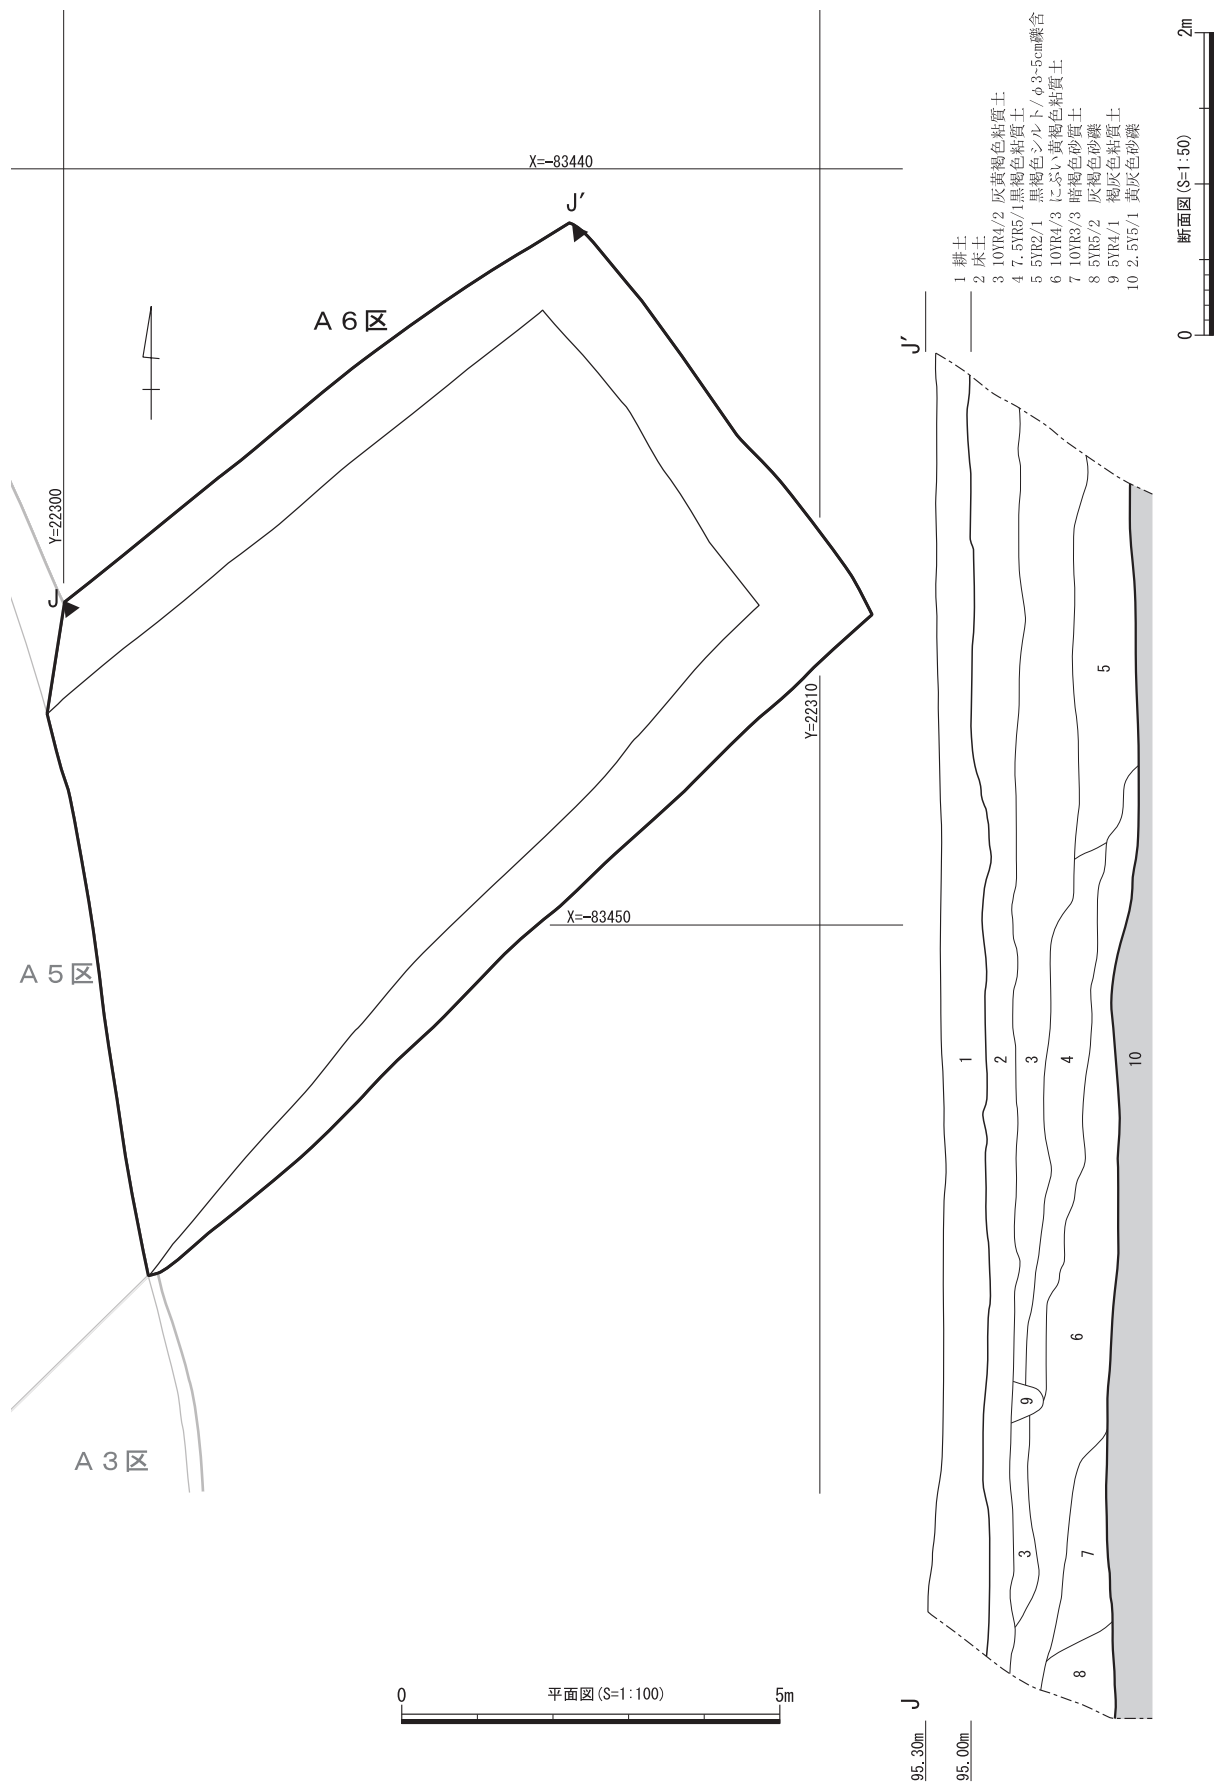 X=-83440
J′
A６区
Y=22300
J
Y=22310
X=-83450
A５区
A３区
0
平面図(S=1:100)
5m
1 耕土
2 床土
3 10YR4/2 灰黄褐色粘質土
4 7.5YR5/1黒褐色粘質土
5 5YR2/1 黒褐色シルト/φ3~5cm礫含
6 10YR4/3 にぶい黄褐色粘質土
7 10YR3/3 暗褐色砂質土
8 5YR5/2 灰褐色砂礫
9 5YR4/1 褐灰色粘質土
10 2.5Y5/1 黄灰色砂礫
0
断面図(S=1:50)
2m
J′
5
1
2
3
4
10
6
9
3
7
8
J
95.30m
95.00m